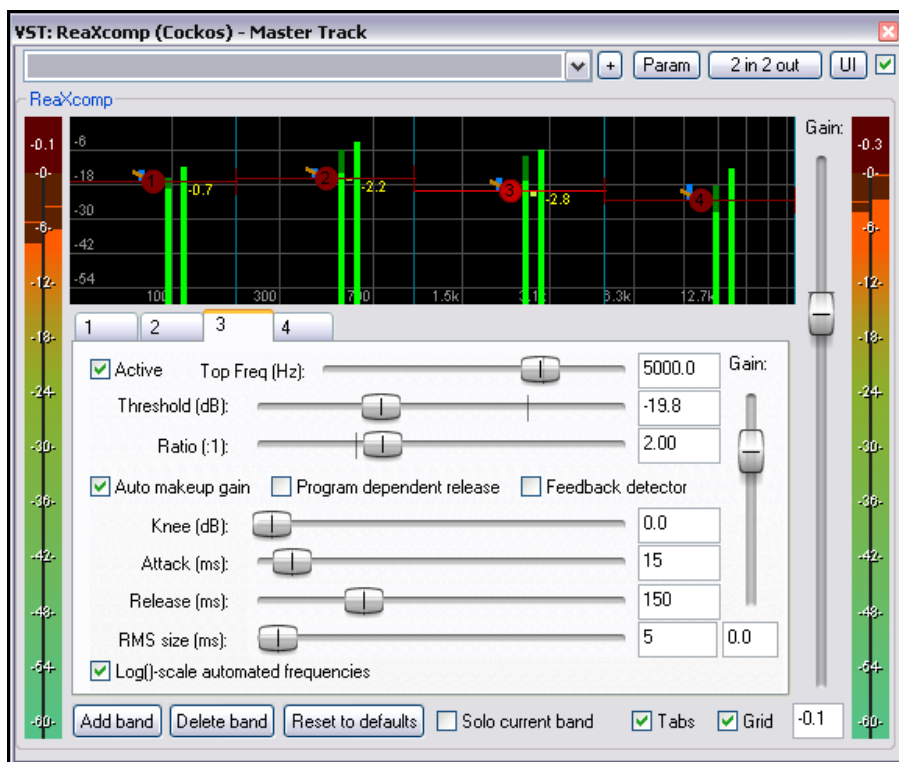 VST: ReaXcomp (Cockos) - Master Track
+ Param 2 in 2 out UI
ReaXcomp
Gain:
-0.1
-0-
-6-
-12-
-18-
-24-
-30-
-36-
-42-
-48-
-54-
-60-
-6
-18
-30
-42
-54
1 -0.7
2 -2.2
3 -2.8
4
100 300 700 1.5k 3.1k 6.3k 12.7k
-0.3
-0-
-6-
-12-
-18-
-24-
-30-
-36-
-42-
-48-
-54-
-60-
1 2 3 4
Active Top Freq (Hz): 5000.0 Gain:
Threshold (dB): -19.8
Ratio (:1): 2.00
Auto makeup gain Program dependent release Feedback detector
Knee (dB): 0.0
Attack (ms): 15
Release (ms): 150
RMS size (ms): 5 0.0
Log()-scale automated frequencies
Add band Delete band Reset to defaults Solo current band Tabs Grid -0.1